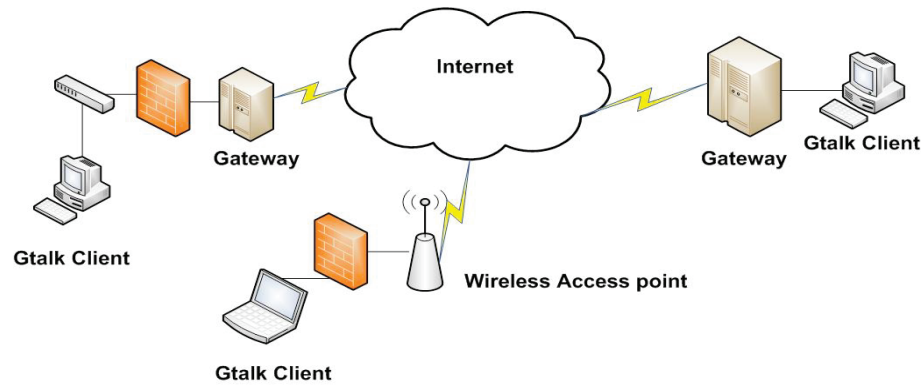 Internet
Gateway
Gateway
Gtalk Client
Gtalk Client
Wireless Access point
Gtalk Client